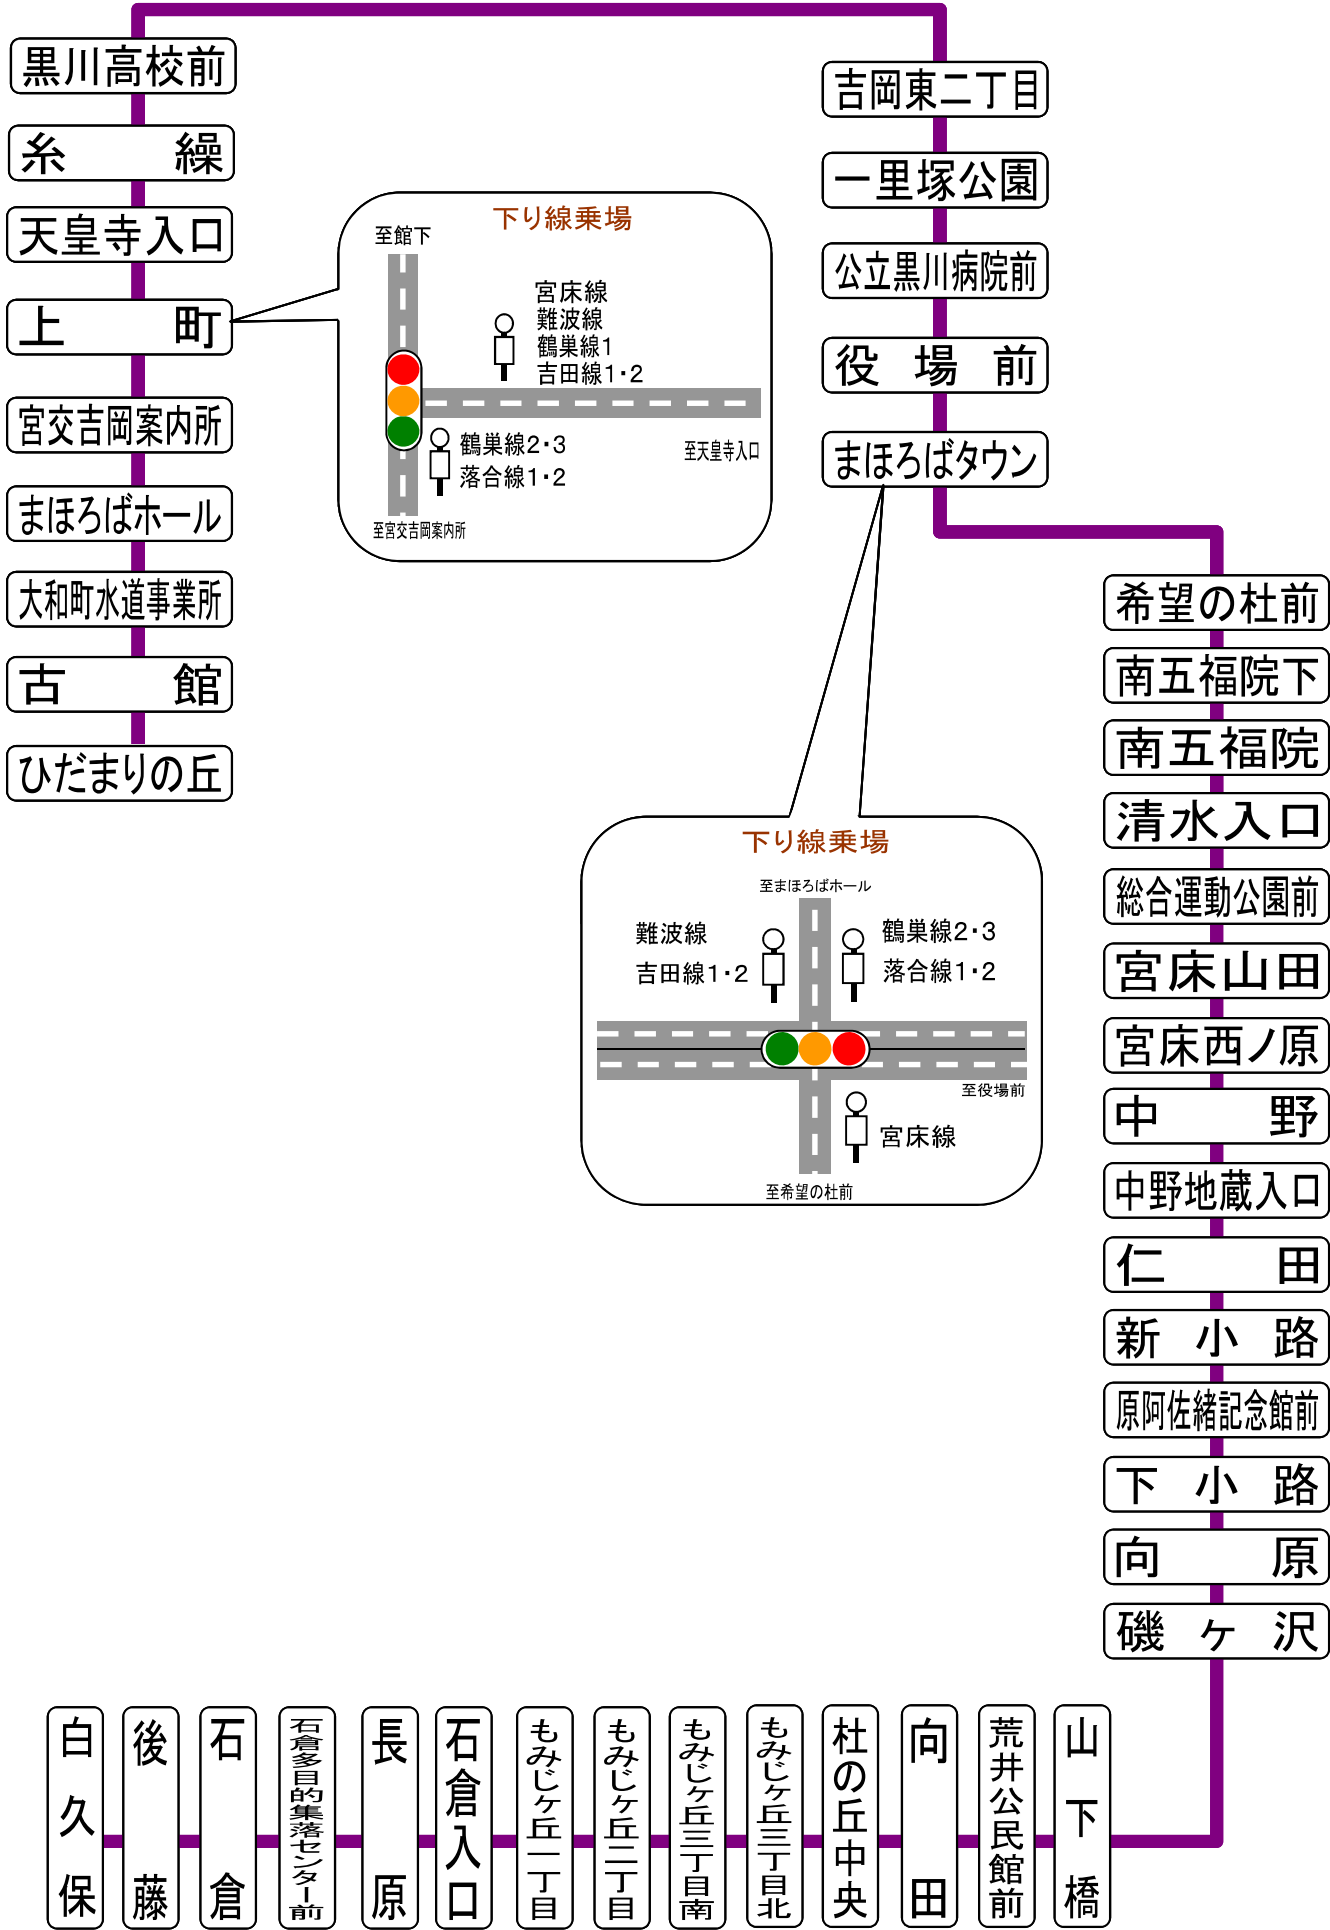 黒川高校前
糸繰
天皇寺入口
上町
宮交吉岡案内所
まほろばホール
大和町水道事業所
古館
ひだまりの丘
下り線乗場
至館下
宮床線
難波線
鶴巣線1
吉田線1・2
鶴巣線2・3
落合線1・2
至天皇寺入口
至宮交吉岡案内所
吉岡東二丁目
一里塚公園
公立黒川病院前
役場前
まほろばタウン
下り線乗場
至まほろばホール
難波線
吉田線1・2
鶴巣線2・3
落合線1・2
至役場前
宮床線
至希望の杜前
希望の杜前
南五福院下
南五福院
清水入口
総合運動公園前
宮床山田
宮床西ノ原
中野
中野地蔵入口
仁田
新小路
原阿佐緒記念館前
下小路
向原
磯ヶ沢
山下橋
荒井公民館前
向田
杜の丘中央
もみじヶ丘三丁目北
もみじヶ丘三丁目南
もみじヶ丘二丁目
もみじヶ丘一丁目
石倉入口
長原
石倉多目的集落センター前
石倉
後藤
白久保